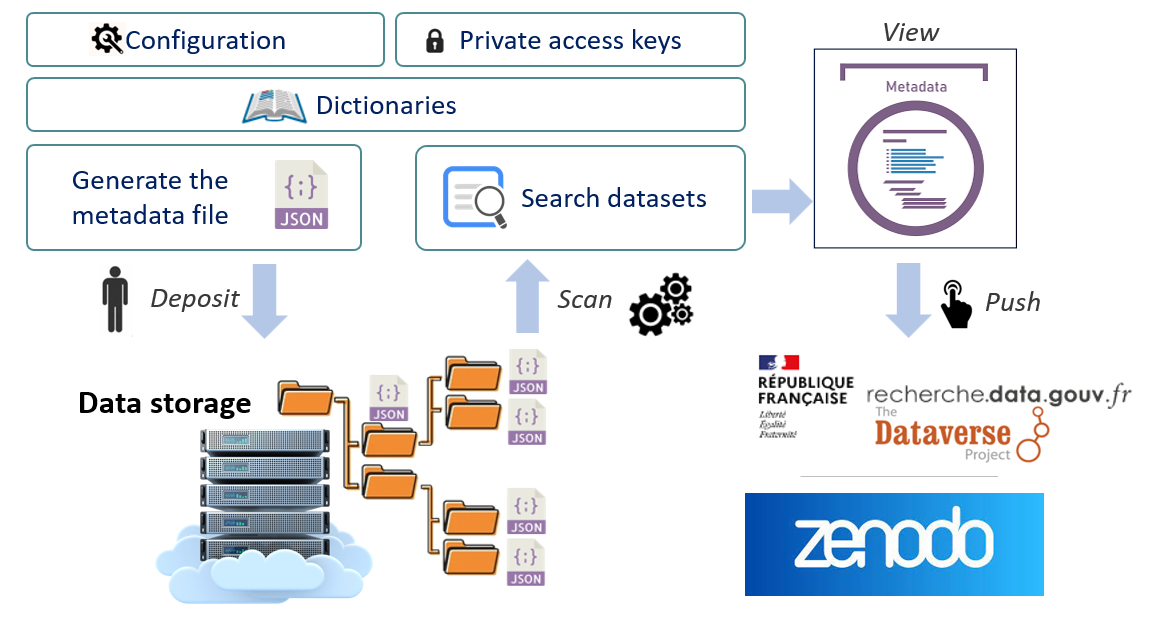 Configuration
Private access keys
View
Dictionaries
Metadata
Generate the
metadata file
{;}
JSON
Search datasets
Deposit
Scan
Push
Data storage
{;}
JSON
{;}
JSON
{;}
JSON
{;}
JSON
{;}
JSON
RÉPUBLIQUE
FRANÇAISE
Liberté
Égalité
Fraternité
recherche.data.gouv.fr
The
Dataverse
Project
zenodo